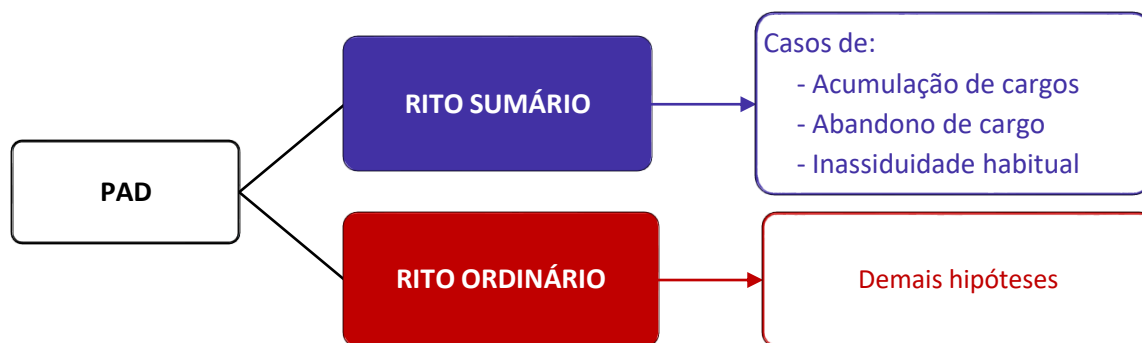 PAD
RITO SUMÁRIO
Casos de:
- Acumulação de cargos
- Abandono de cargo
- Inassiduidade habitual
RITO ORDINÁRIO
Demais hipóteses